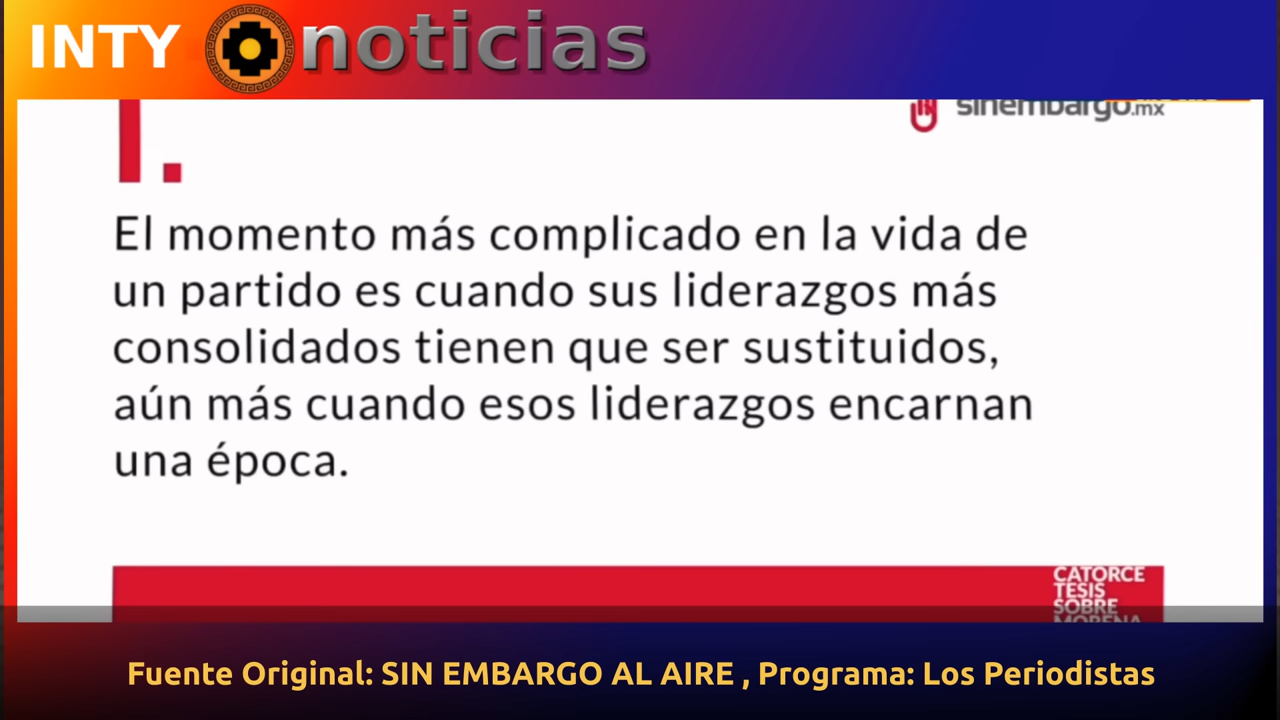 INTY noticias
I.
sinembargo.mx
El momento más complicado en la vida de
un partido es cuando sus liderazgos más
consolidados tienen que ser sustituidos,
aún más cuando esos liderazgos encarnan
una época.
CATORCE
TESIS
SOBRE
MORENA
Fuente Original: SIN EMBARGO AL AIRE , Programa: Los Periodistas